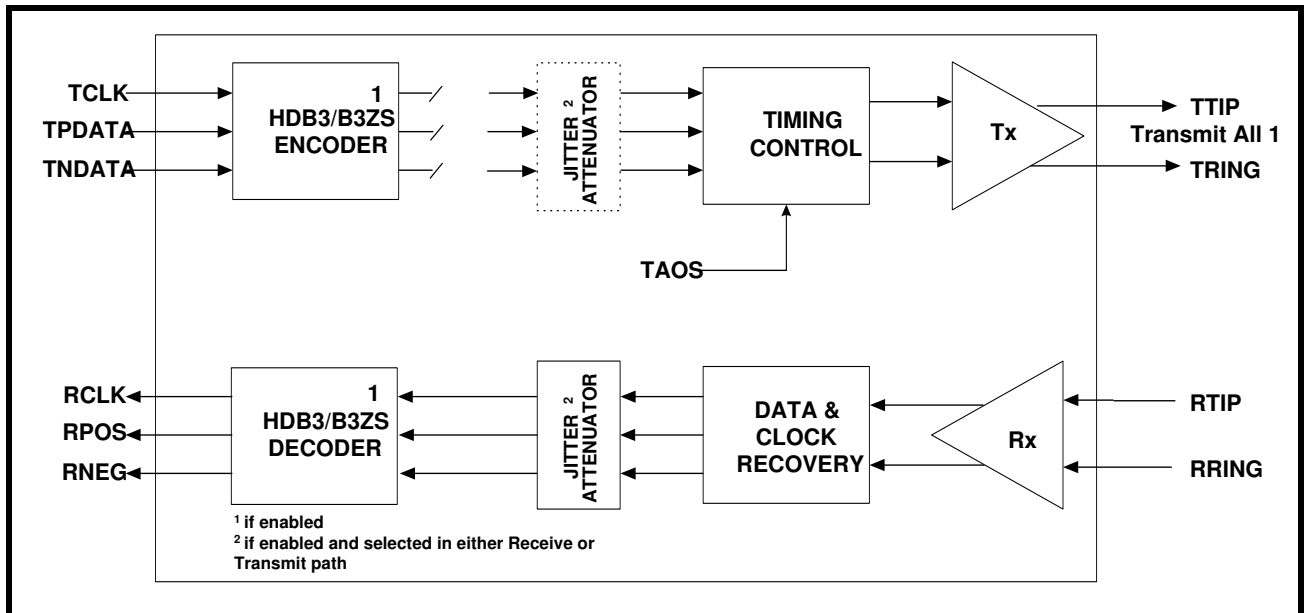 TCLK
TPDATA
TNDATA
1
HDB3/B3ZS
ENCODER
JITTER 2
ATTENUATOR
TIMING
CONTROL
Tx
TTIP
Transmit All 1
TRING
TAOS
RCLK
RPOS
RNEG
1
HDB3/B3ZS
DECODER
JITTER 2
ATTENUATOR
DATA &
CLOCK
RECOVERY
Rx
RTIP
RRING
1 if enabled
2 if enabled and selected in either Receive or
Transmit path